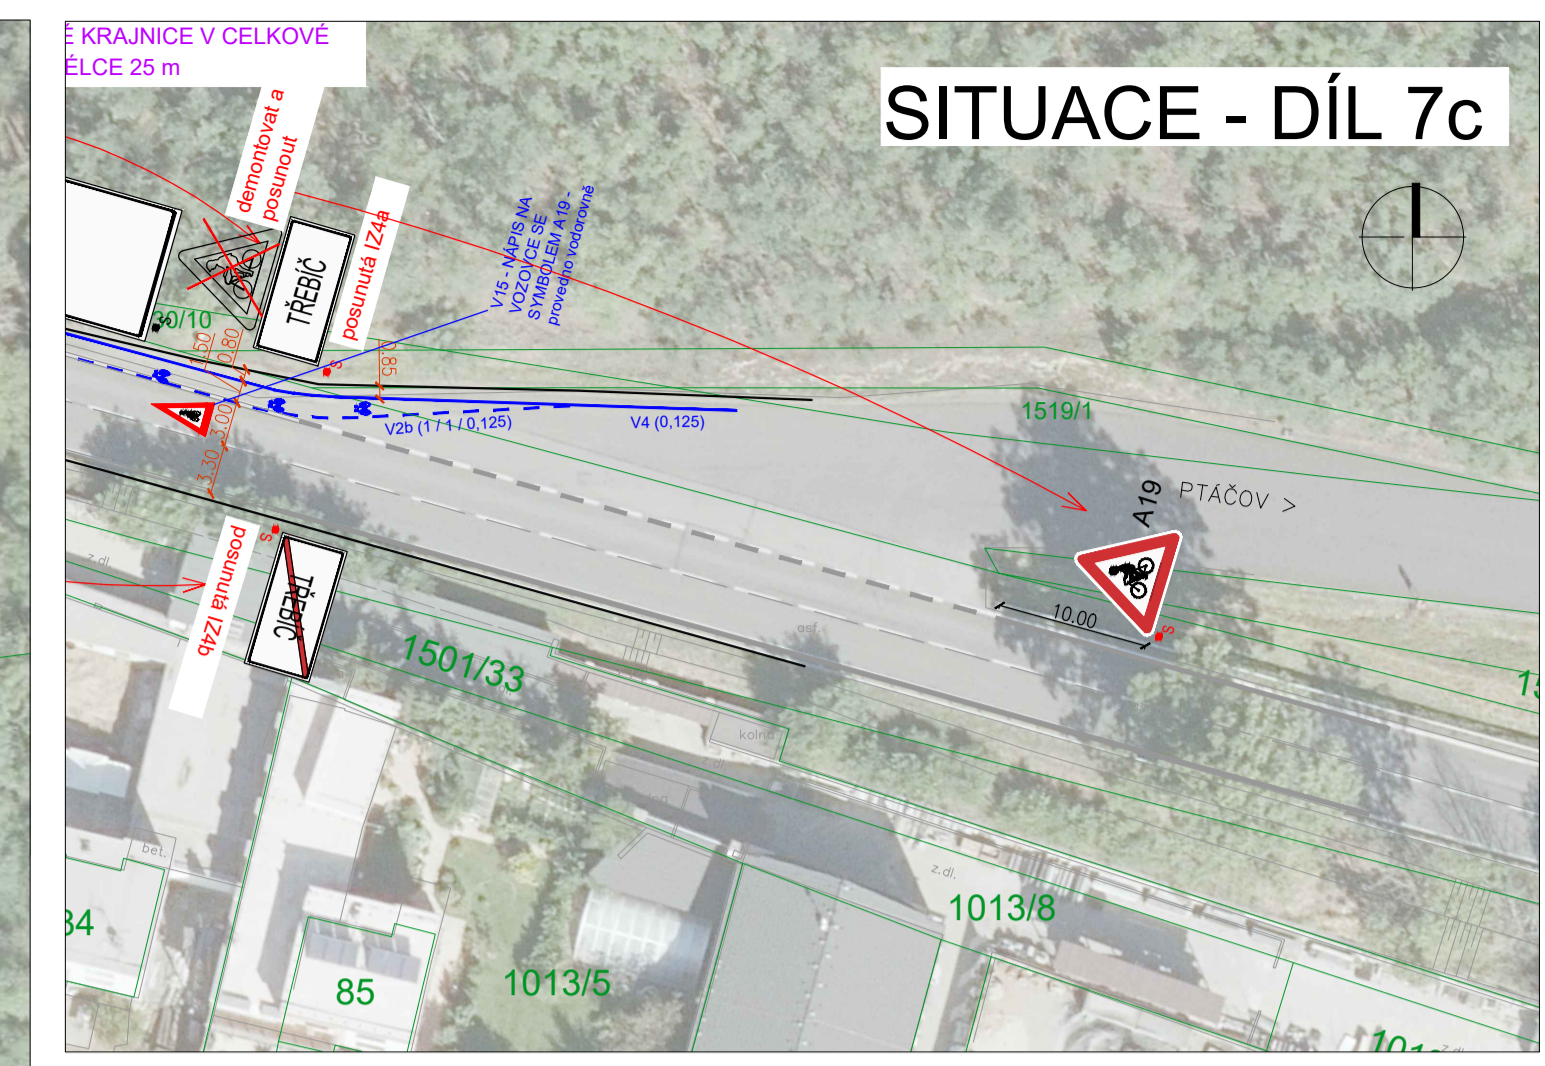 É KRAJNICE V CELKOVÉ
ÉLCE 25 m
SITUACE - DÍL 7c
demontovat a
posunout
TŘEBÍČ
posunutá IZ4a
V15 - NÁPIS NA
VOZOVCE SE
SYMBOLEM A19 -
provedno vodorovně
30/10
S
S
1.50
0.80
0.85
3.00
3.30
V2b (1 / 1 / 0,125)
V4 (0,125)
1519/1
A19
PTÁČOV >
10.00
S
S
posunutá IZ4b
TŘEBÍČ
z.dl.
1501/33
asf.
kolna
bet.
z.dl.
34
85
1013/5
1013/8